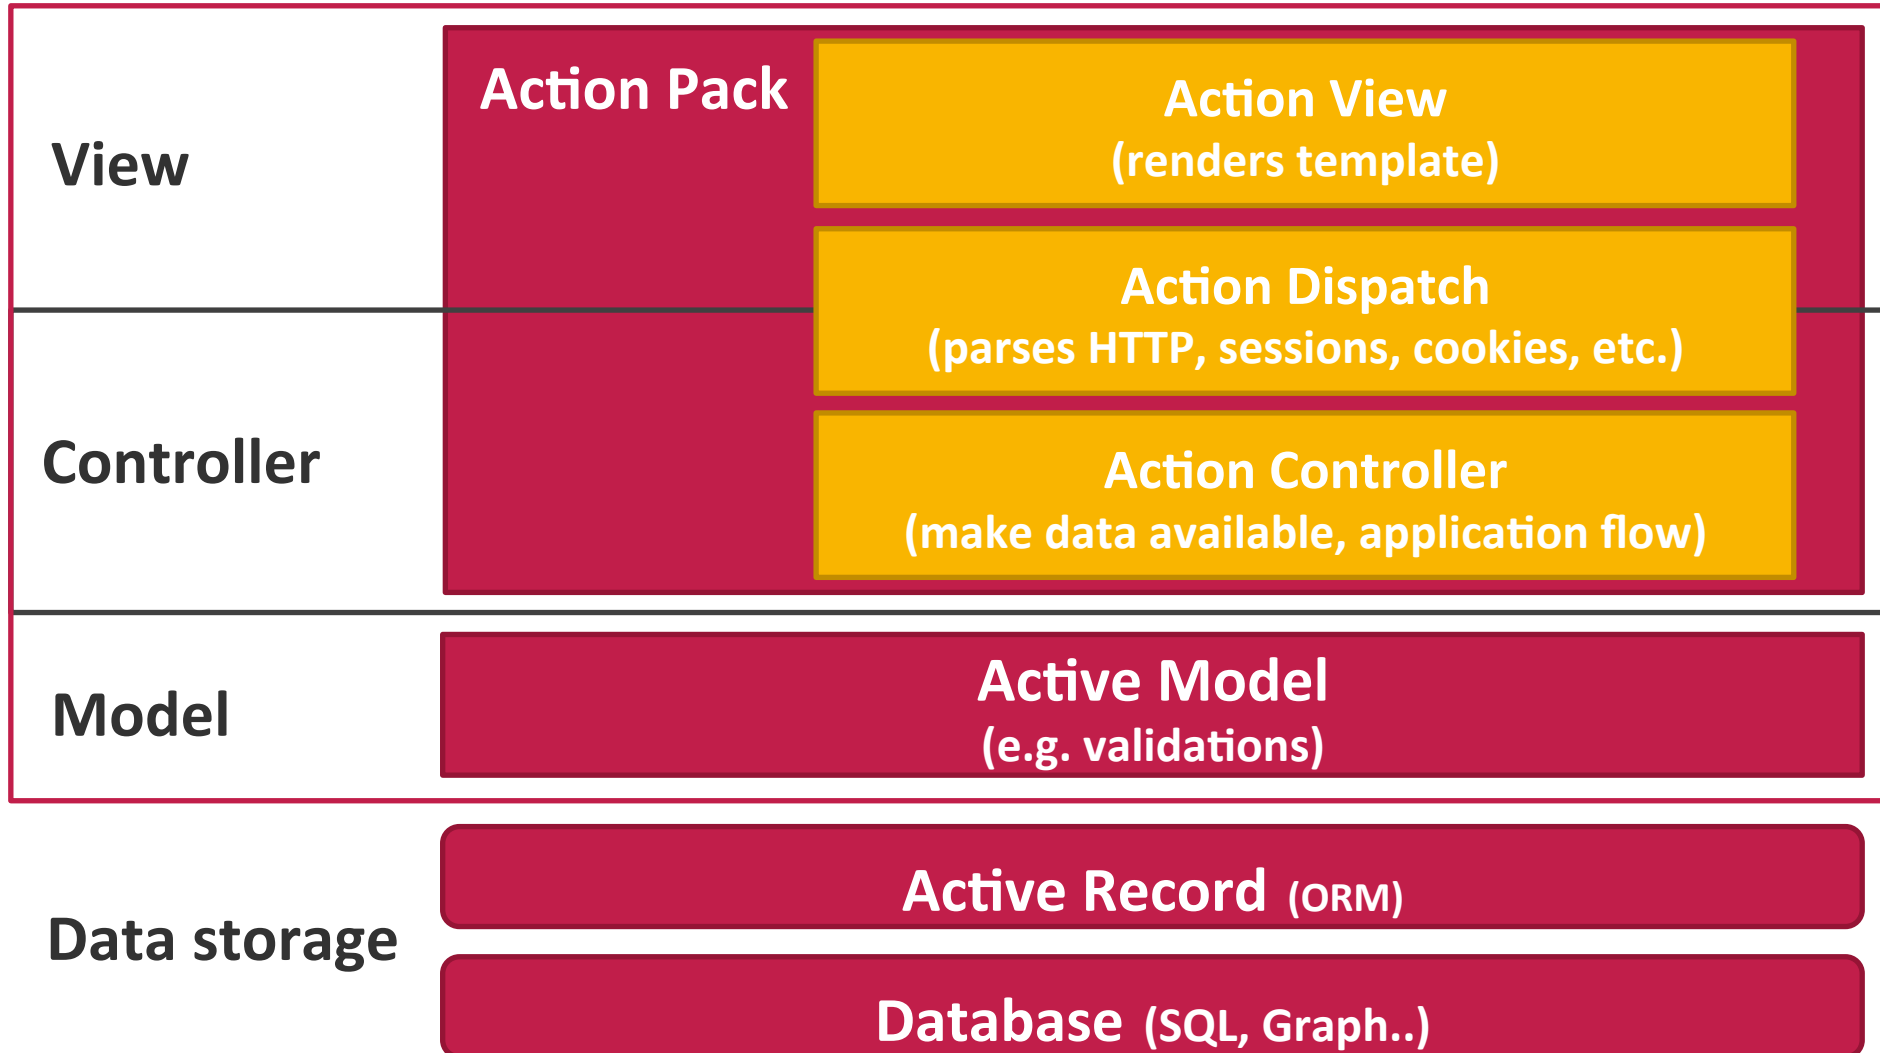 View
Action Pack
Action View
(renders template)
Action Dispatch
(parses HTTP, sessions, cookies, etc.)
Controller
Action Controller
(make data available, application flow)
Model
Active Model
(e.g. validations)
Data storage
Active Record (ORM)
Database (SQL, Graph..)